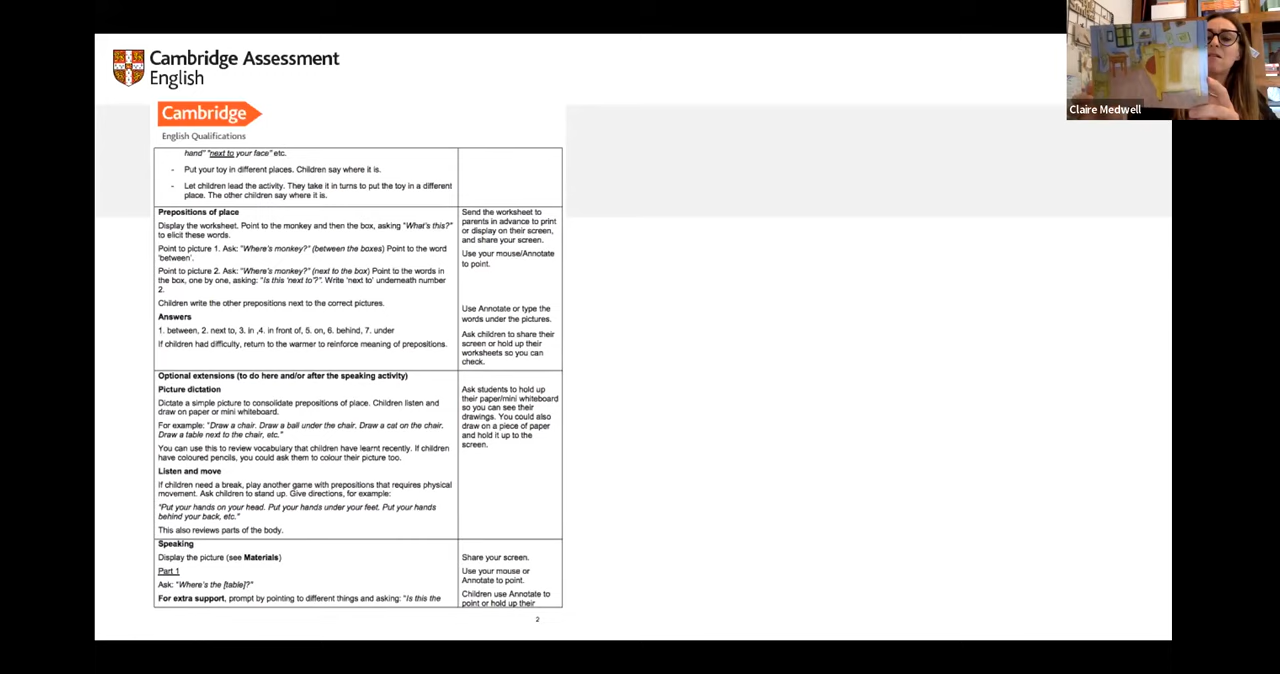 Cambridge Assessment
English
Claire Medwell
Cambridge
English Qualifications
hand" "next to your face" etc.
- Put your toy in different places. Children say where it is.
- Let children lead the activity. They take it in turns to put the toy in a different
place. The other children say where it is.
Prepositions of place
Display the worksheet. Point to the monkey and then the box, asking "What's this?"
to elicit these words.
Point to picture 1. Ask: "Where's monkey?" (between the boxes) Point to the word
'between'.
Point to picture 2. Ask: "Where's monkey?" (next to the box) Point to the words in
the box, one by one, asking: "Is this 'next to'?". Write 'next to' underneath number
2.
Children write the other prepositions next to the correct pictures.
Answers
1. between, 2. next to, 3. in ,4. in front of, 5. on, 6. behind, 7. under
If children had difficulty, return to the warmer to reinforce meaning of prepositions.
Send the worksheet to
parents in advance to print
or display on their screen,
and share your screen.
Use your mouse/Annotate
to point.
Use Annotate or type the
words under the pictures.
Ask children to share their
screen or hold up their
worksheets so you can
check.
Optional extensions (to do here and/or after the speaking activity)
Picture dictation
Dictate a simple picture to consolidate prepositions of place. Children listen and
draw on paper or mini whiteboard.
For example: "Draw a chair. Draw a ball under the chair. Draw a cat on the chair.
Draw a table next to the chair, etc."
You can use this to review vocabulary that children have learnt recently. If children
have coloured pencils, you could ask them to colour their picture too.
Listen and move
If children need a break, play another game with prepositions that requires physical
movement. Ask children to stand up. Give directions, for example:
"Put your hands on your head. Put your hands under your feet. Put your hands
behind your back, etc."
This also reviews parts of the body.
Ask students to hold up
their paper/mini whiteboard
so you can see their
drawings. You could also
draw on a piece of paper
and hold it up to the
screen.
Speaking
Display the picture (see Materials)
Part 1
Ask: "Where's the [table]?"
For extra support, prompt by pointing to different things and asking: "Is this the
Share your screen.
Use your mouse or
Annotate to point.
Children use Annotate to
point or hold up their
2